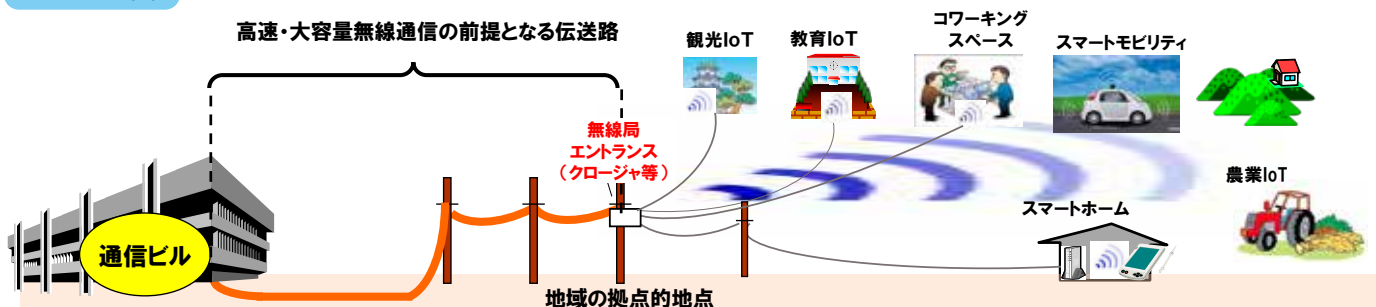 高速・大容量無線通信の前提となる伝送路
観光IoT
教育IoT
コワーキング
スペース
スマートモビリティ
無線局
エントランス
（クロージャ等）
農業IoT
スマートホーム
通信ビル
地域の拠点的地点